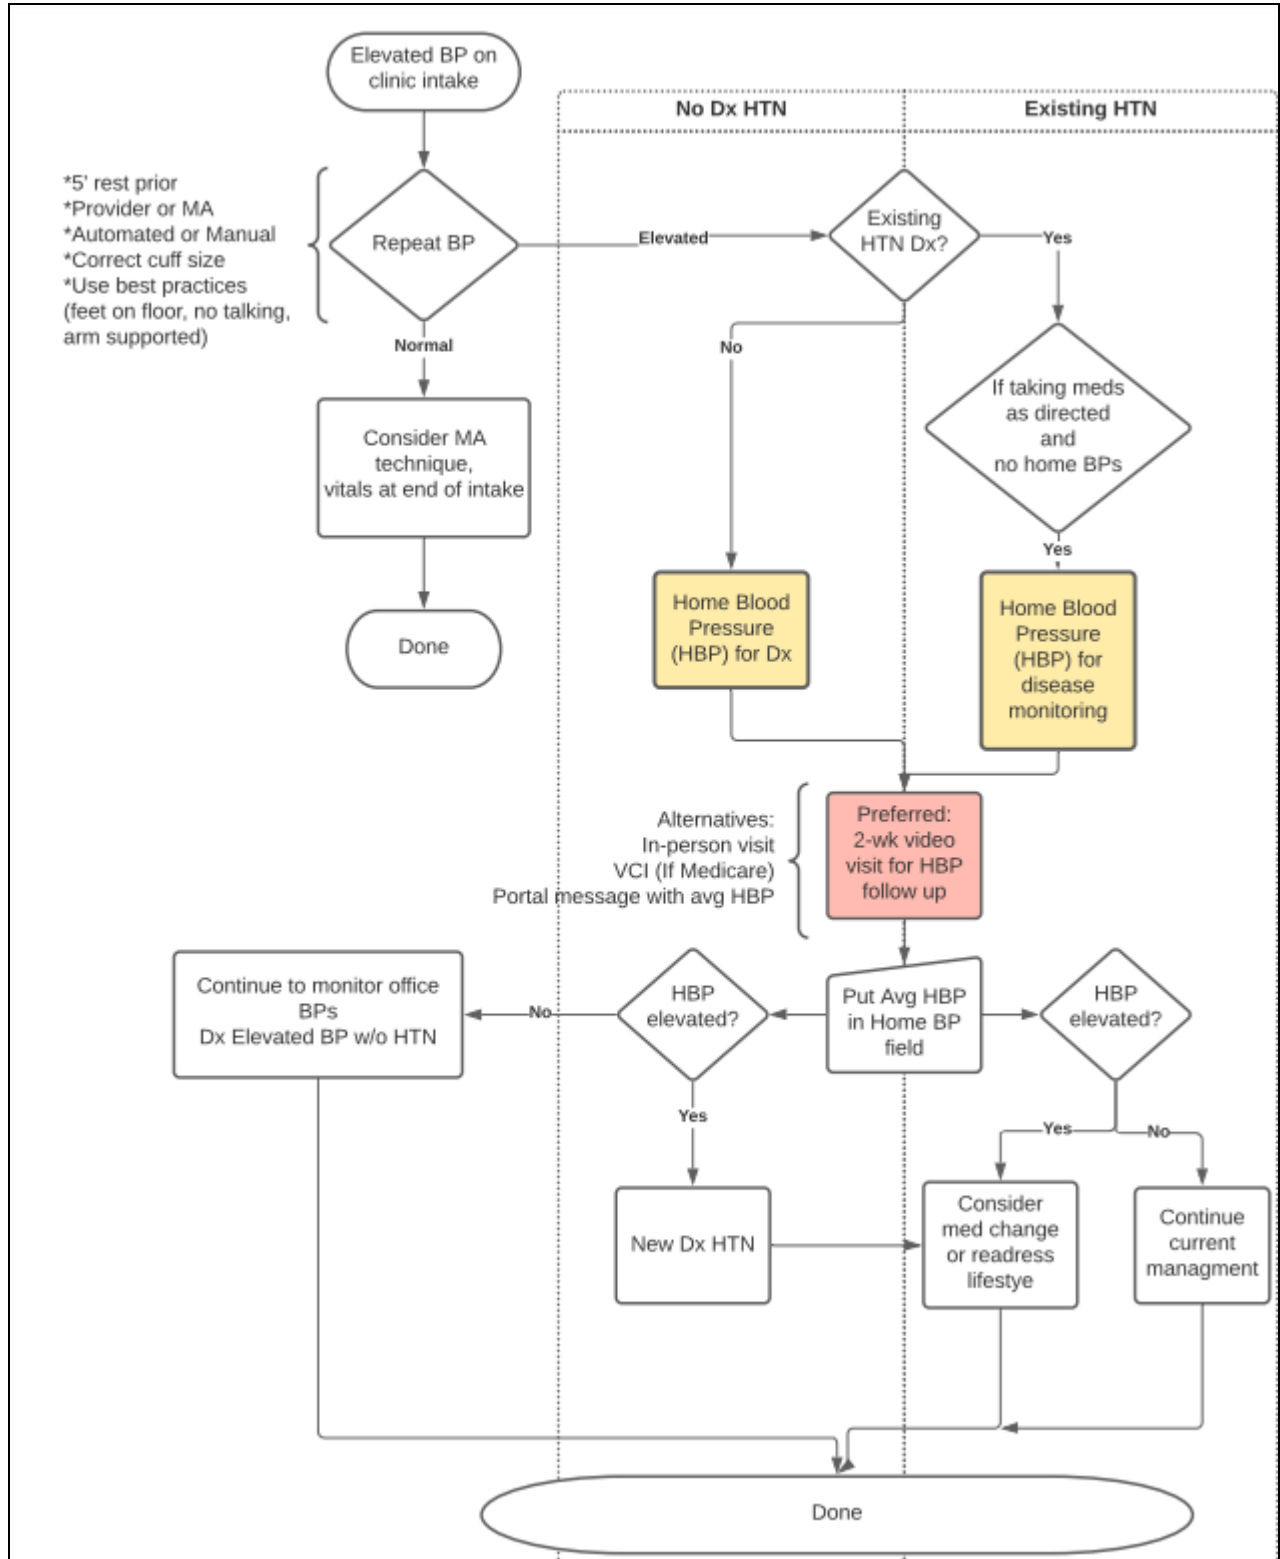 Elevated BP on
clinic intake
No Dx HTN
Existing HTN
*5' rest prior
*Provider or MA
*Automated or Manual
*Correct cuff size
*Use best practices
(feet on floor, no talking,
arm supported)
Repeat BP
Elevated
Existing
HTN Dx?
Yes
No
Normal
If taking meds
as directed
and
no home BPs
Consider MA
technique,
vitals at end of intake
Yes
Done
Home Blood
Pressure
(HBP) for Dx
Home Blood
Pressure
(HBP) for
disease
monitoring
Alternatives:
In-person visit
VCI (If Medicare)
Portal message with avg HBP
Preferred:
2-wk video
visit for HBP
follow up
Continue to monitor office
BPs
Dx Elevated BP w/o HTN
No
HBP
elevated?
Put Avg HBP
in Home BP
field
HBP
elevated?
Yes
Yes
No
New Dx HTN
Consider
med change
or readress
lifestye
Continue
current
managment
Done